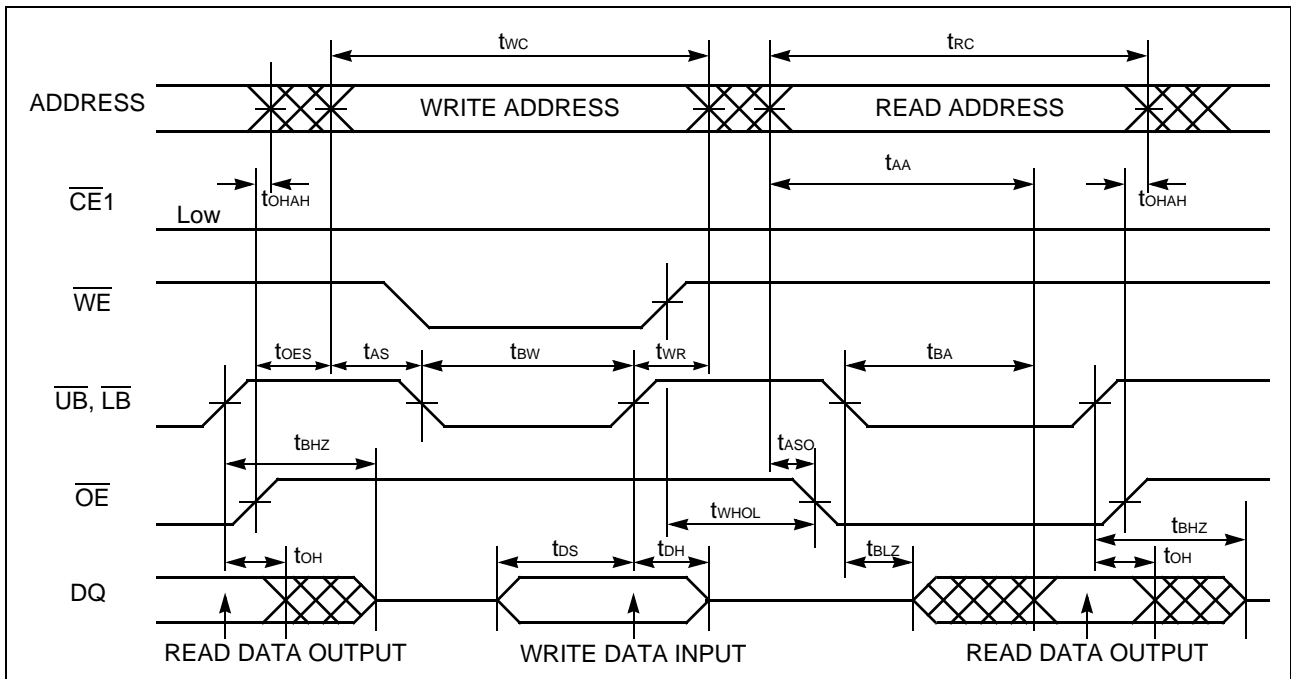 tWC tRC
ADDRESS WRITE ADDRESS READ ADDRESS
tAA
CE1 tOHAH tOHAH
Low
WE
tOES tAS tBW tWR tBA
UB, LB
tBHZ tASO
OE
tWHOL tBHZ
tOH tDS tDH tBLZ tOH
DQ
READ DATA OUTPUT WRITE DATA INPUT READ DATA OUTPUT